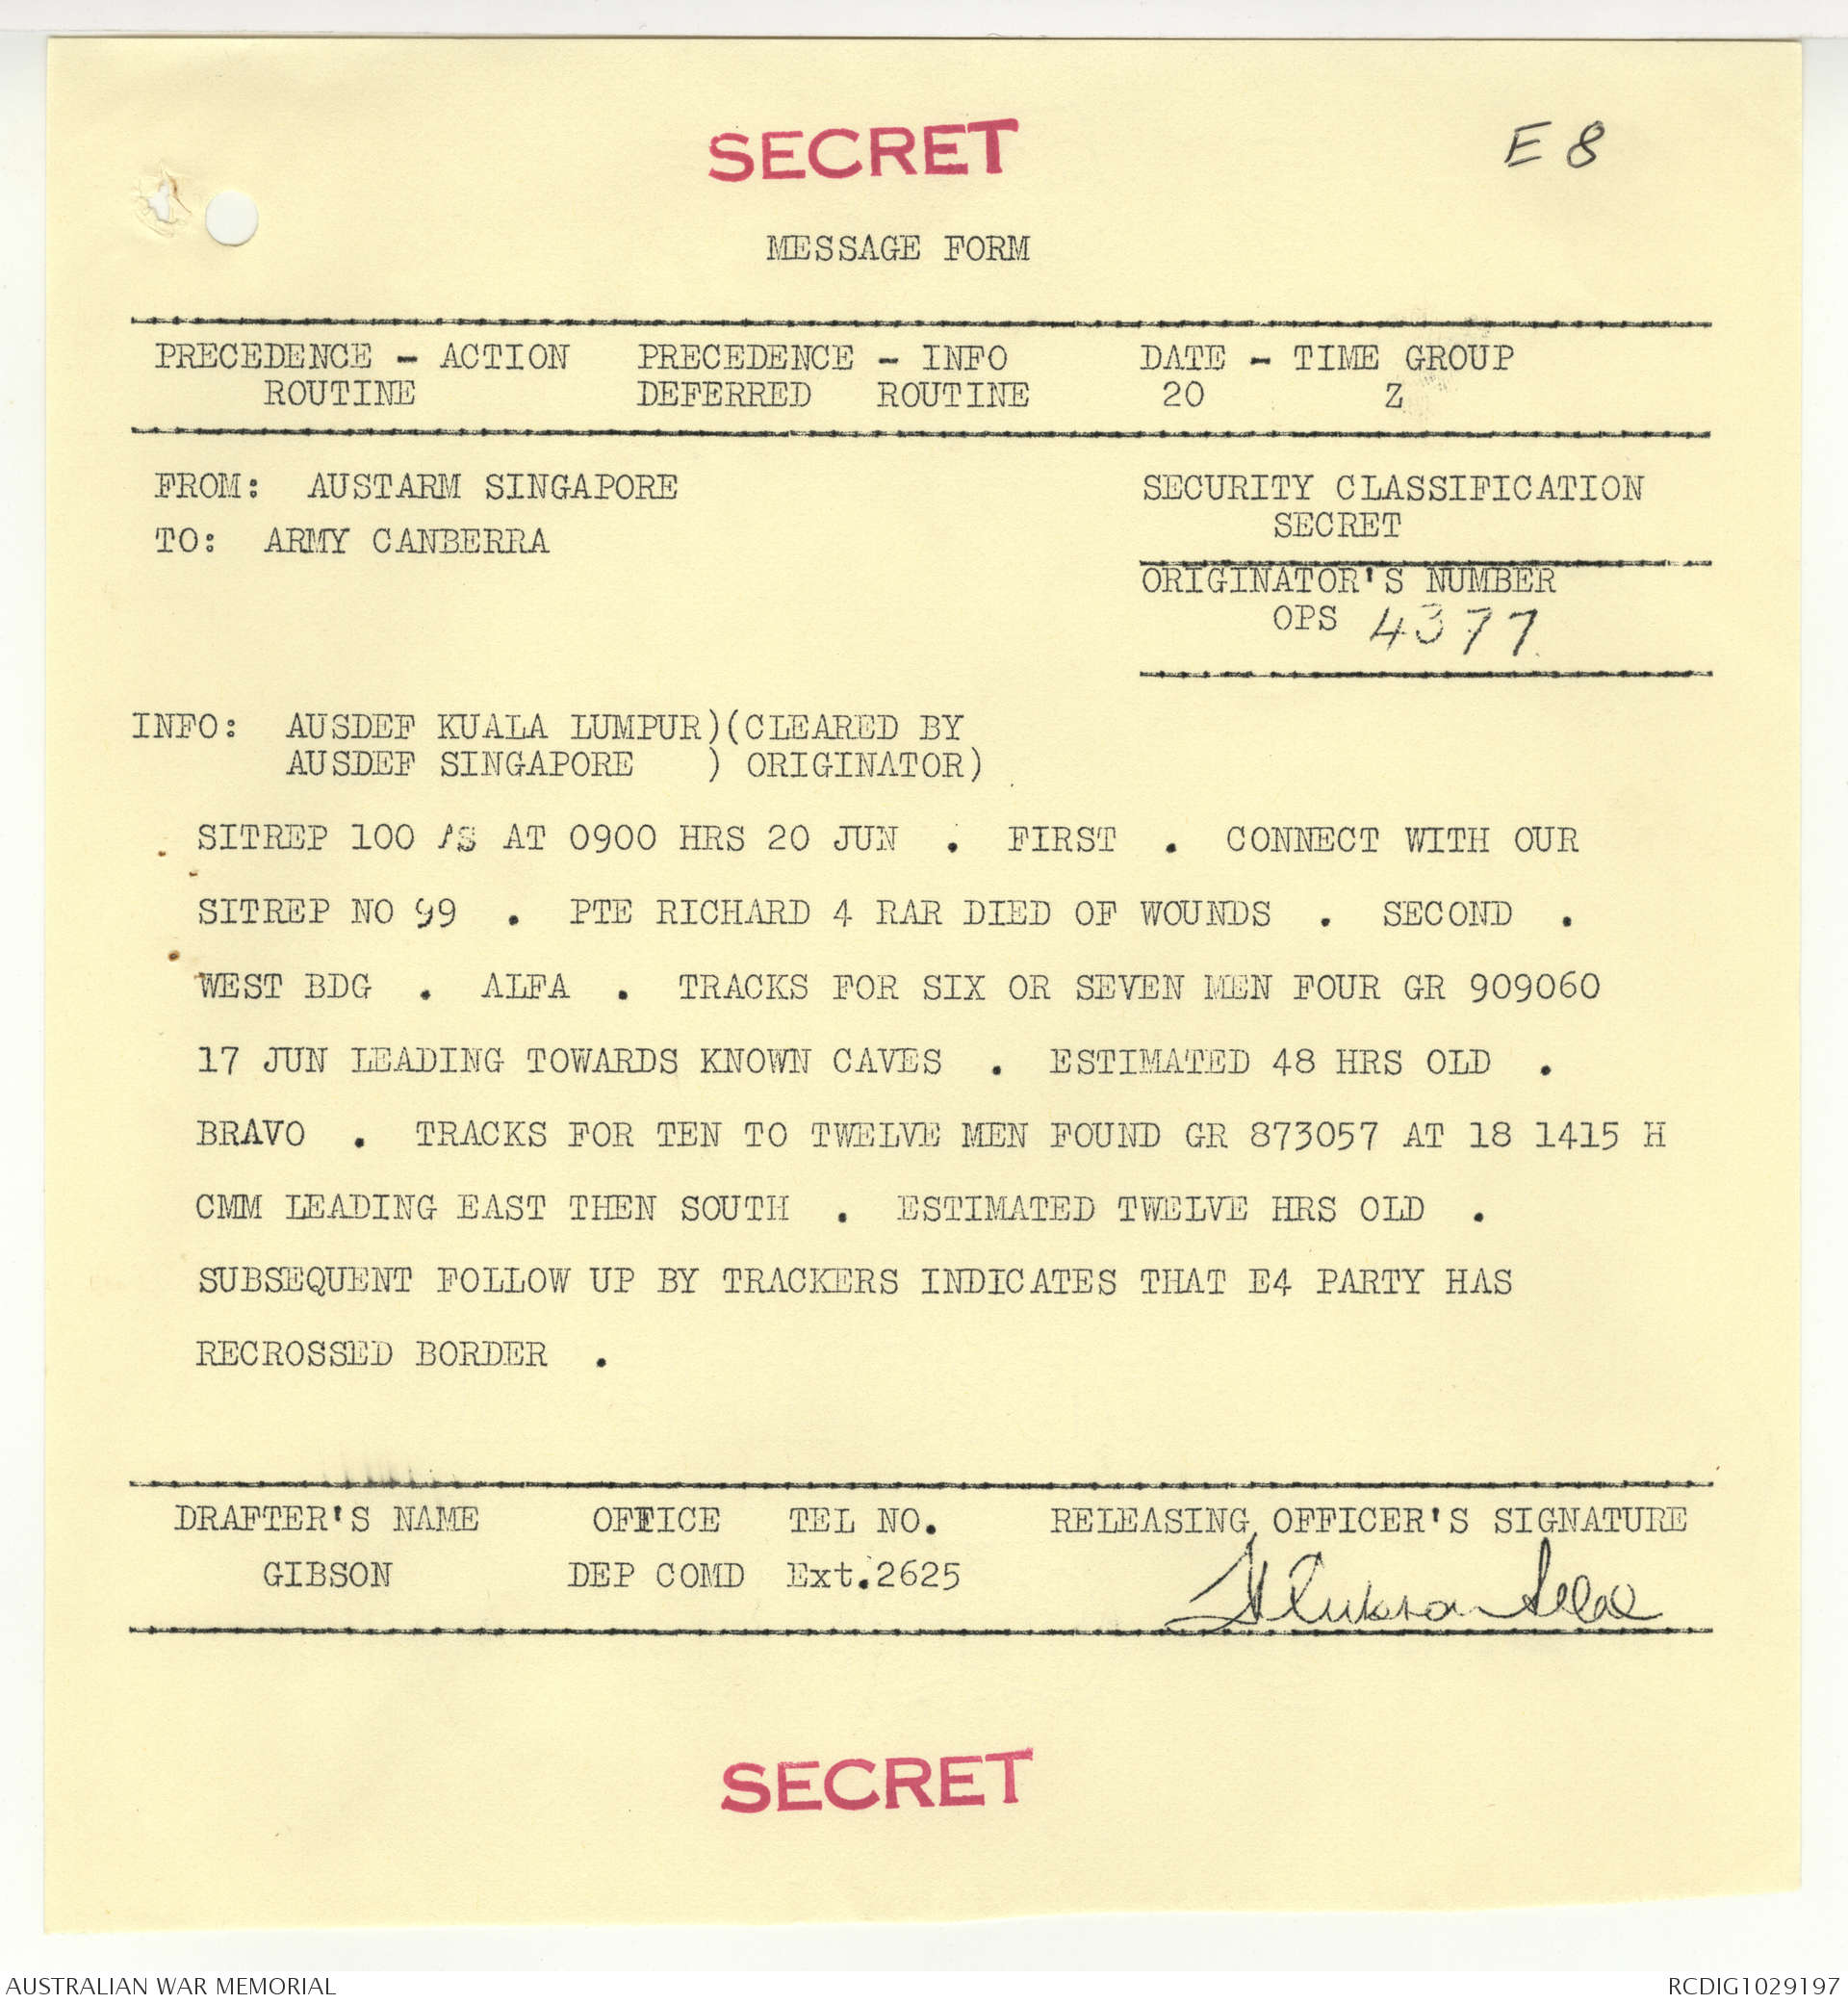 SECRET
E 8
MESSAGE FORM
PRECEDENCE - ACTION PRECEDENCE - INFO DATE - TIME GROUP
ROUTINE DEFERRED ROUTINE 20 Z
FROM: AUSTARM SINGAPORE
SECURITY CLASSIFICATION
SECRET
TO: ARMY CANBERRA
ORIGINATOR'S NUMBER
OPS 4377
INFO: AUSDEF KUALA LUMPUR)(CLEARED BY
AUSDEF SINGAPORE ) ORIGINATOR)
SITREP 100 AS AT 0900 HRS 20 JUN . FIRST . CONNECT WITH OUR
SITREP NO 99 . PTE RICHARD 4 RAR DIED OF WOUNDS . SECOND .
WEST BDG . ALFA . TRACKS FOR SIX OR SEVEN MEN FOUR GR 909060
17 JUN LEADING TOWARDS KNOWN CAVES . ESTIMATED 48 HRS OLD .
BRAVO . TRACKS FOR TEN TO TWELVE MEN FOUND GR 873057 AT 18 1415 H
CMM LEADING EAST THEN SOUTH . ESTIMATED TWELVE HRS OLD .
SUBSEQUENT FOLLOW UP BY TRACKERS INDICATES THAT E4 PARTY HAS
RECROSSED BORDER .
DRAFTER'S NAME OFFICE TEL NO. RELEASING OFFICER'S SIGNATURE
GIBSON DEP COMD Ext.2625
SECRET
AUSTRALIAN WAR MEMORIAL
RCDIG1029197